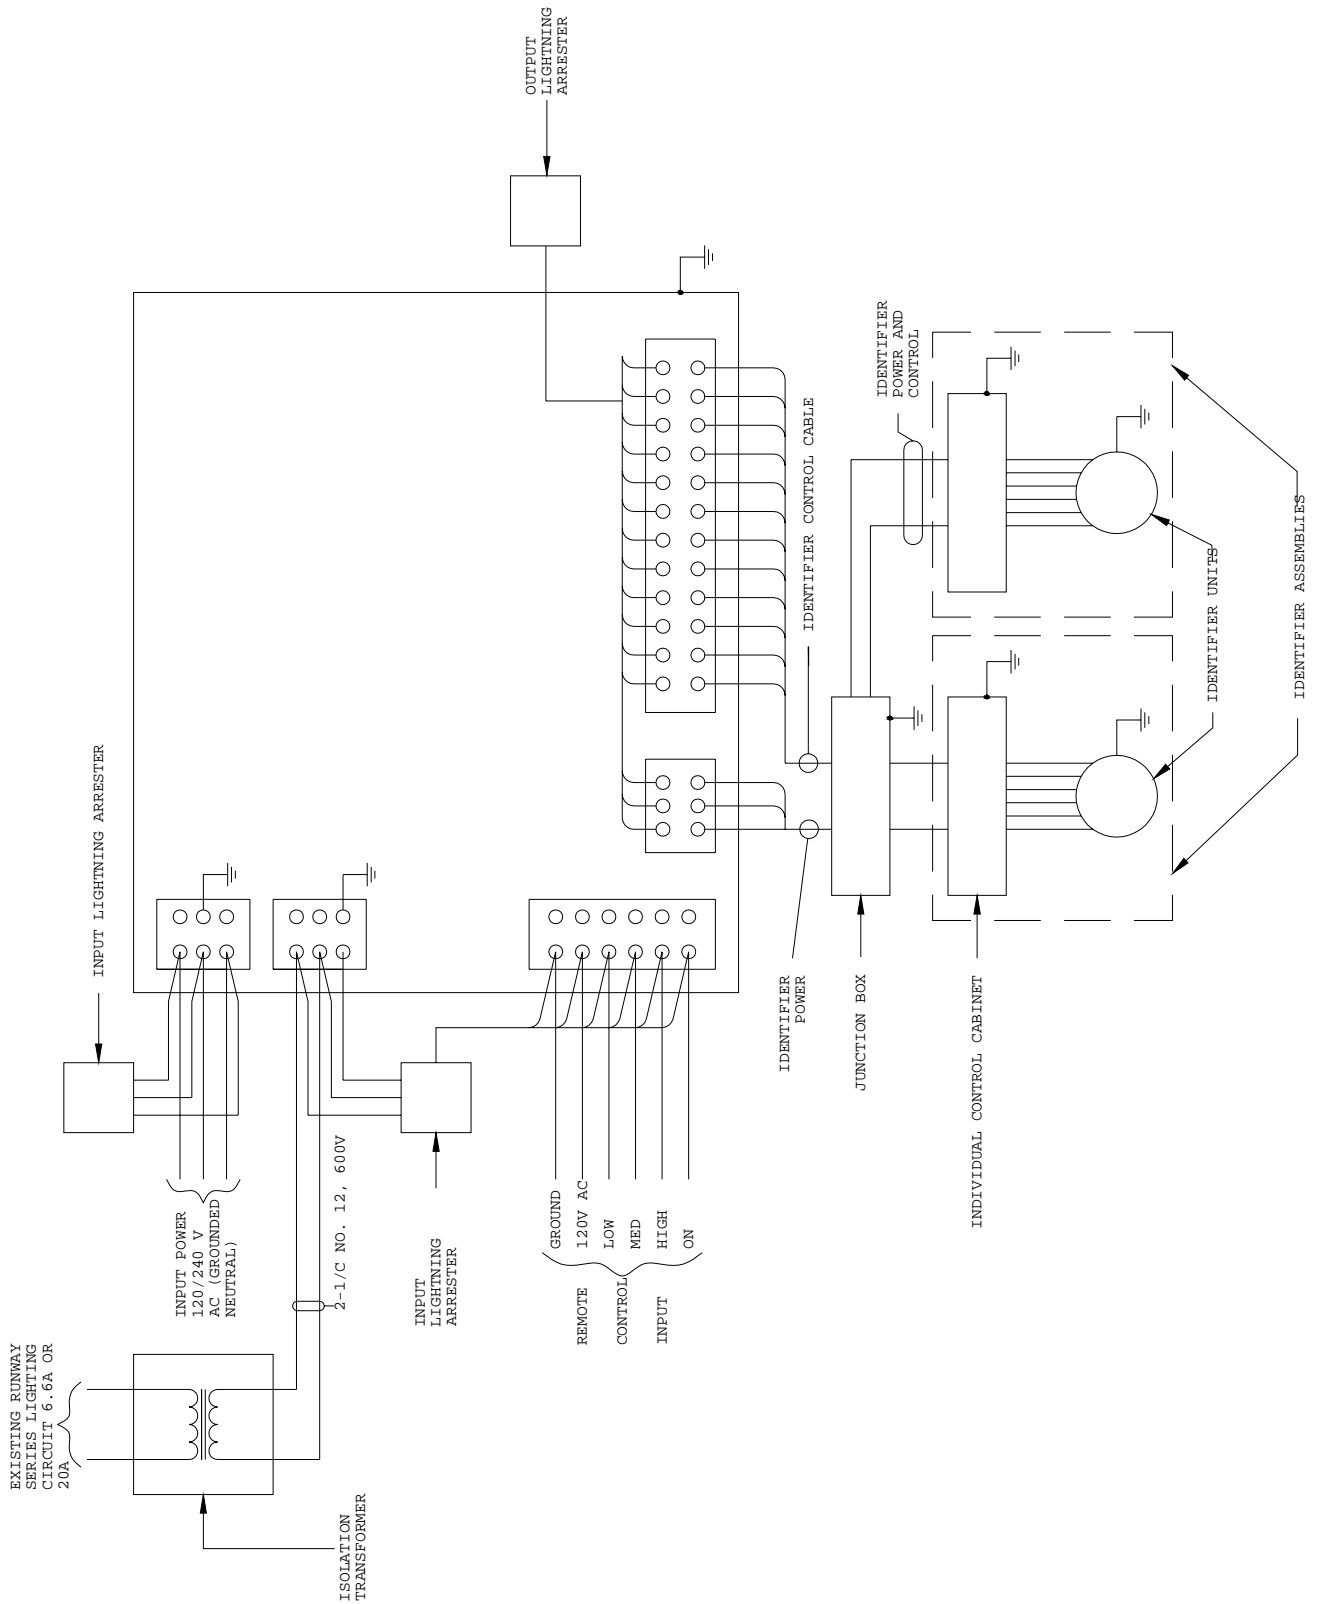 EXISTING RUNWAY
SERIES LIGHTING
CIRCUIT 6.6A OR
20A
ISOLATION
TRANSFORMER
INPUT LIGHTNING ARRESTER
INPUT POWER
120/240 V
AC (GROUNDED
NEUTRAL)
2-1/C NO. 12, 600V
INPUT
LIGHTNING
ARRESTER
OUTPUT
LIGHTNING
ARRESTER
GROUND
120V AC
LOW
MED
HIGH
ON
REMOTE
CONTROL
INPUT
IDENTIFIER
POWER
IDENTIFIER CONTROL CABLE
JUNCTION BOX
IDENTIFIER
POWER AND
CONTROL
INDIVIDUAL CONTROL CABINET
IDENTIFIER UNITS
IDENTIFIER ASSEMBLIES